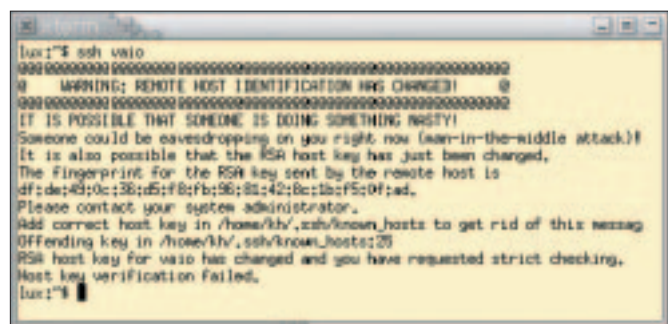 lux:~$ ssh vaio
@@@@@@@@@@@@@@@@@@@@@@@@@@@@@@@@@@@@@@@@@@@@@@@@@@@@@@@@@@@
@    WARNING: REMOTE HOST IDENTIFICATION HAS CHANGED!     @
@@@@@@@@@@@@@@@@@@@@@@@@@@@@@@@@@@@@@@@@@@@@@@@@@@@@@@@@@@@
IT IS POSSIBLE THAT SOMEONE IS DOING SOMETHING NASTY!
Someone could be eavesdropping on you right now (man-in-the-middle attack)!
It is also possible that the RSA host key has just been changed.
The fingerprint for the RSA key sent by the remote host is
df:de:49:0c:36:d5:f8:fb:96:81:42:8c:1b:f5:0f:ad.
Please contact your system administrator.
Add correct host key in /home/kh/.ssh/known_hosts to get rid of this messag
Offending key in /home/kh/.ssh/known_hosts:25
RSA host key for vaio has changed and you have requested strict checking.
Host key verification failed.
lux:~$